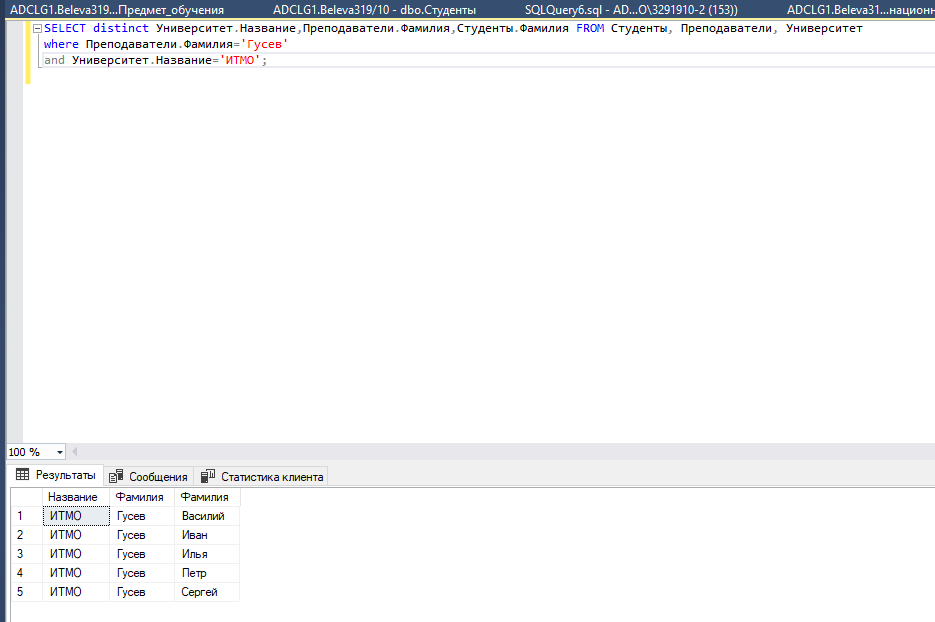 ADCLG1.Beleva319...Предмет_обучения ADCLG1.Beleva319/10 - dbo.Студенты SQLQuery6.sql - AD...O\3291910-2 (153)) ADCLG1.Beleva31...национн
SELECT distinct Университет.Название,Преподаватели.Фамилия,Студенты.Фамилия FROM Студенты, Преподаватели, Университет
where Преподаватели.Фамилия='Гусев'
and Университет.Название='ИТМО';
100 %
Результаты Сообщения Статистика клиента
Название Фамилия Фамилия
1 ИТМО Гусев Василий
2 ИТМО Гусев Иван
3 ИТМО Гусев Илья
4 ИТМО Гусев Петр
5 ИТМО Гусев Сергей